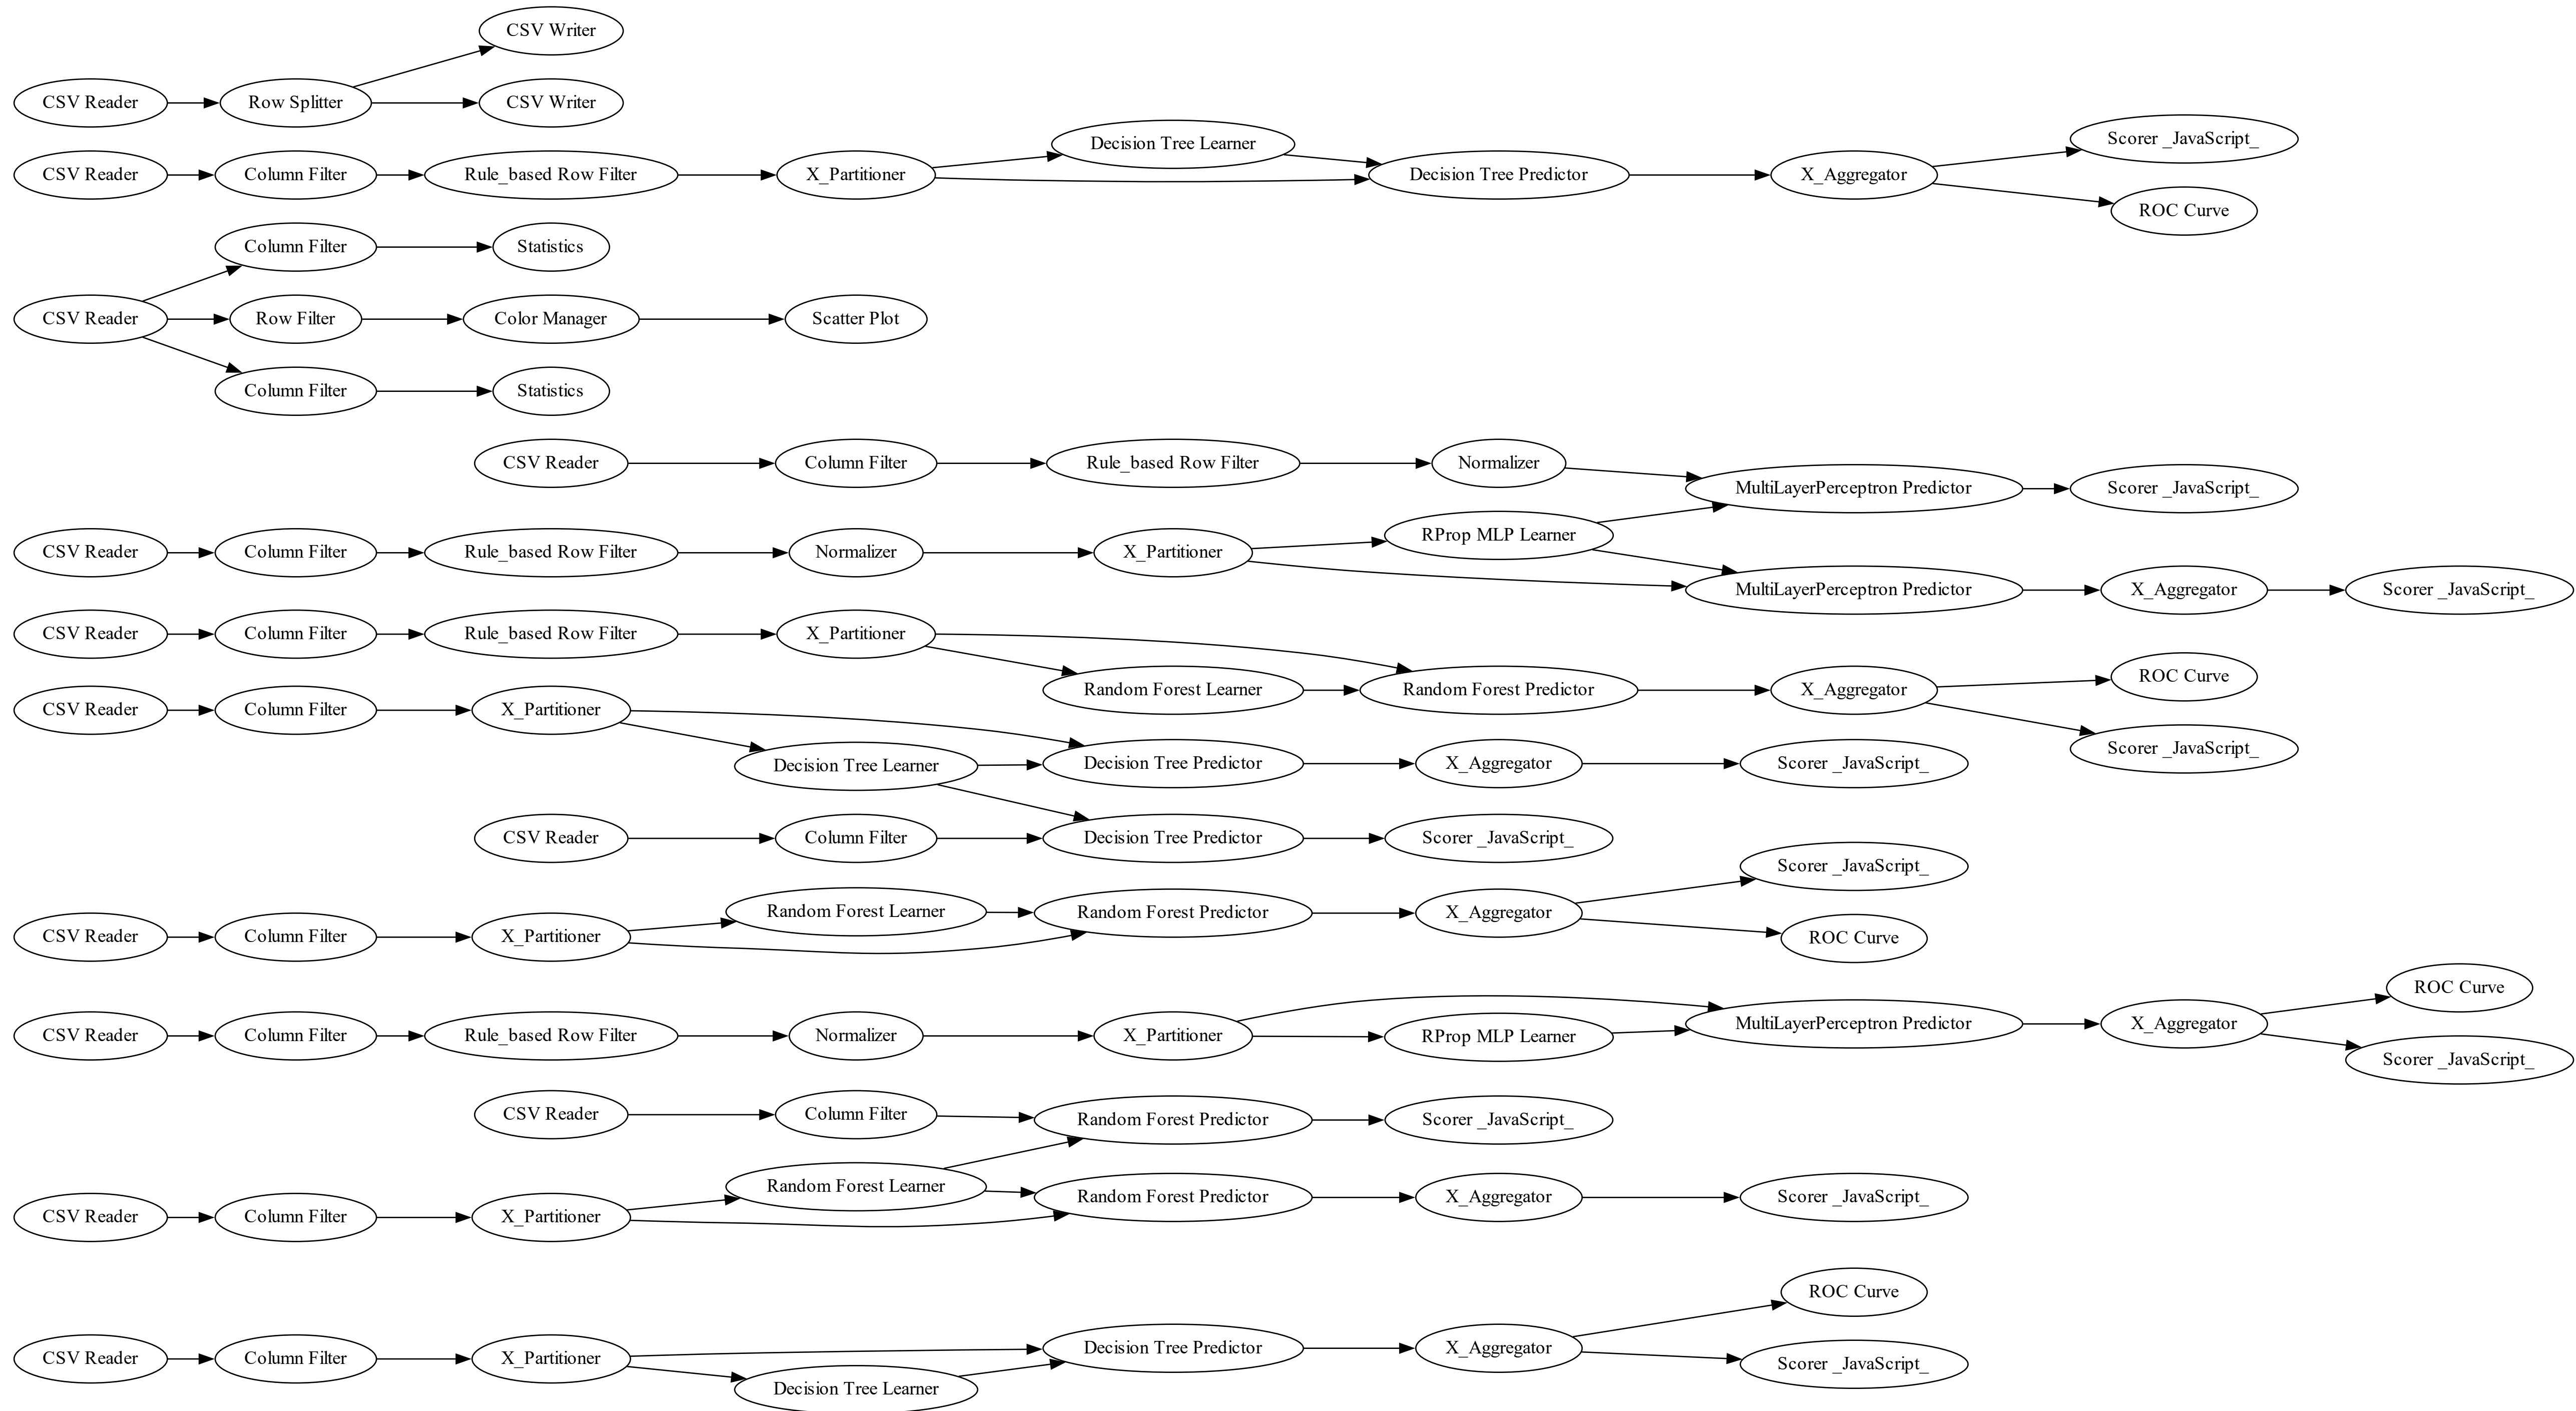 CSV Writer
CSV Reader
Row Splitter
CSV Writer
Decision Tree Learner
Scorer _JavaScript_
CSV Reader
Column Filter
Rule_based Row Filter
X_Partitioner
Decision Tree Predictor
X_Aggregator
ROC Curve
Column Filter
Statistics
CSV Reader
Row Filter
Color Manager
Scatter Plot
Column Filter
Statistics
CSV Reader
Column Filter
Rule_based Row Filter
Normalizer
MultiLayerPerceptron Predictor
Scorer _JavaScript_
CSV Reader
Column Filter
Rule_based Row Filter
Normalizer
X_Partitioner
RProp MLP Learner
MultiLayerPerceptron Predictor
X_Aggregator
Scorer _JavaScript_
CSV Reader
Column Filter
Rule_based Row Filter
X_Partitioner
Random Forest Learner
Random Forest Predictor
X_Aggregator
ROC Curve
Scorer _JavaScript_
CSV Reader
Column Filter
X_Partitioner
Decision Tree Learner
Decision Tree Predictor
X_Aggregator
Scorer _JavaScript_
CSV Reader
Column Filter
Decision Tree Predictor
Scorer _JavaScript_
CSV Reader
Column Filter
X_Partitioner
Random Forest Learner
Random Forest Predictor
X_Aggregator
Scorer _JavaScript_
ROC Curve
CSV Reader
Column Filter
Rule_based Row Filter
Normalizer
X_Partitioner
RProp MLP Learner
MultiLayerPerceptron Predictor
X_Aggregator
ROC Curve
Scorer _JavaScript_
CSV Reader
Column Filter
Random Forest Predictor
Scorer _JavaScript_
CSV Reader
Column Filter
X_Partitioner
Random Forest Learner
Random Forest Predictor
X_Aggregator
Scorer _JavaScript_
CSV Reader
Column Filter
X_Partitioner
Decision Tree Learner
Decision Tree Predictor
X_Aggregator
ROC Curve
Scorer _JavaScript_